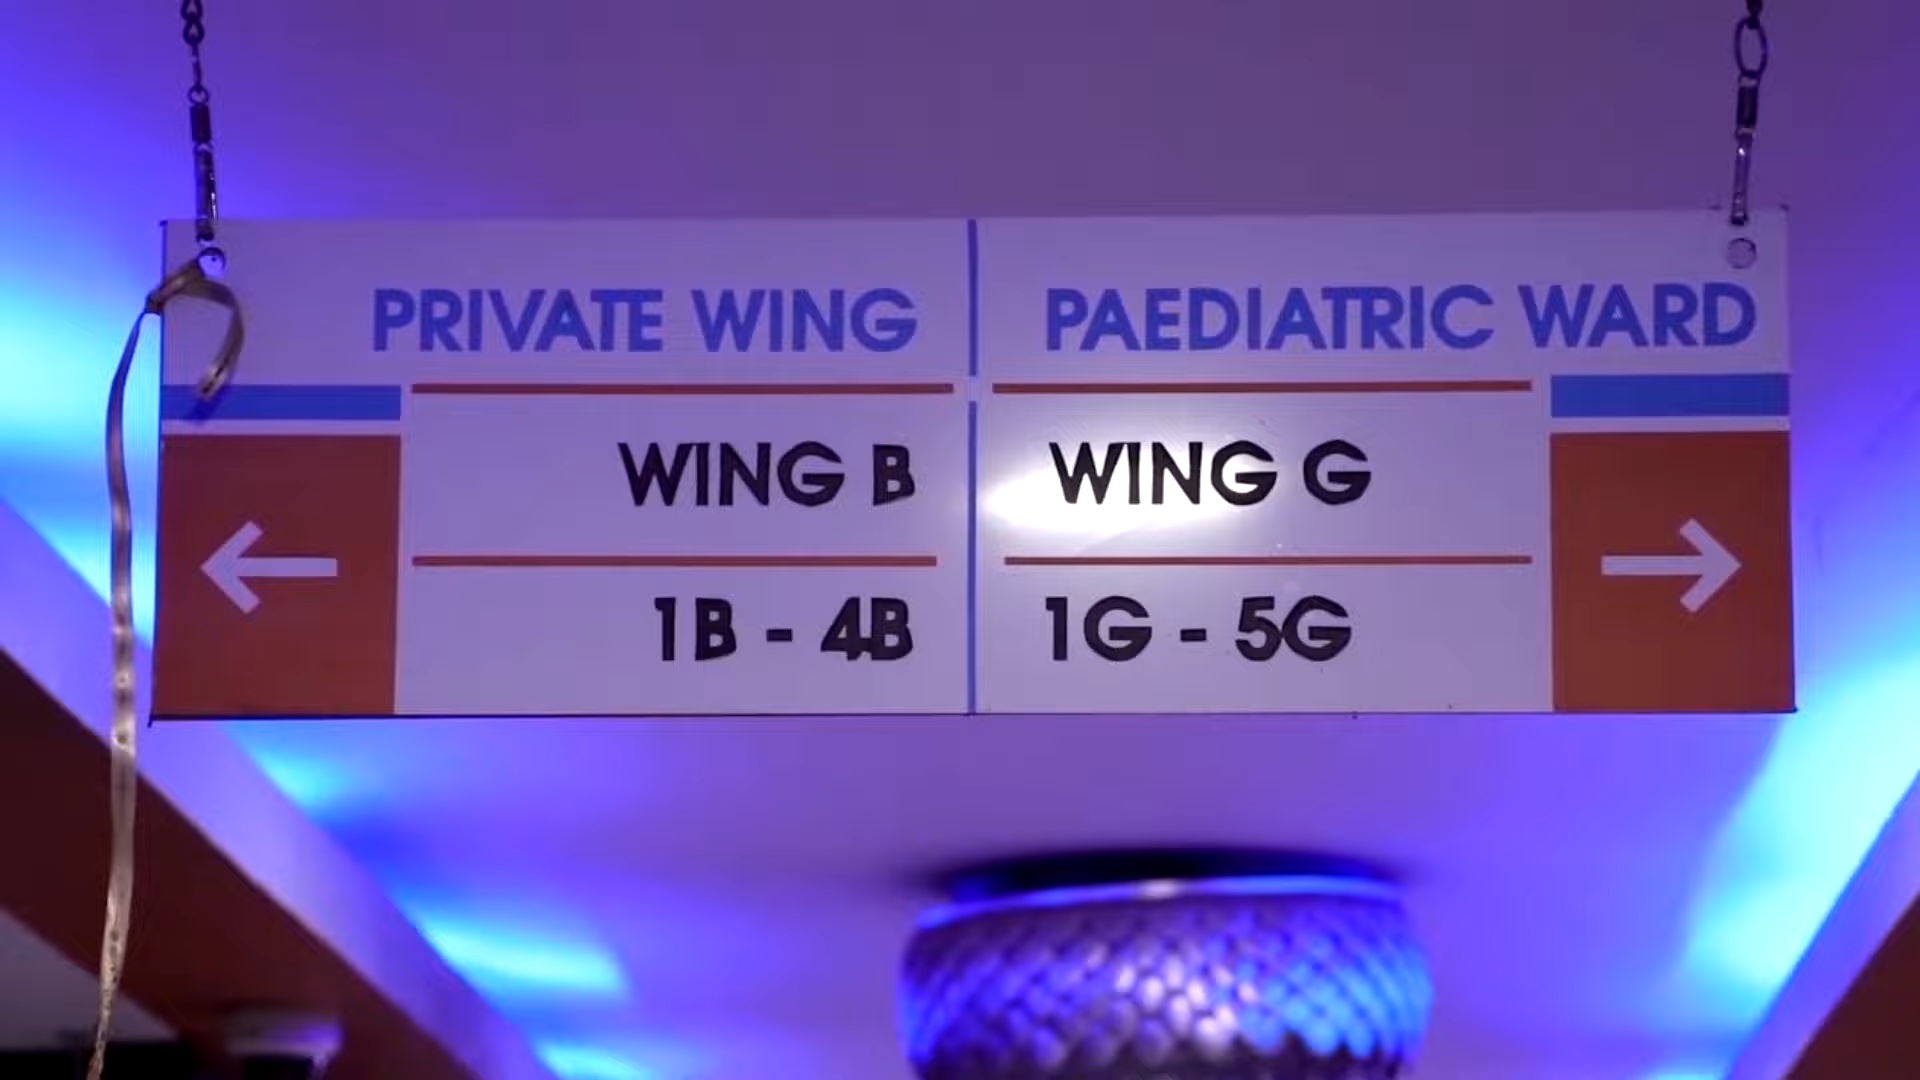 PRIVATE WING
WING B
1B - 4B
PAEDIATRIC WARD
WING G
1G - 5G